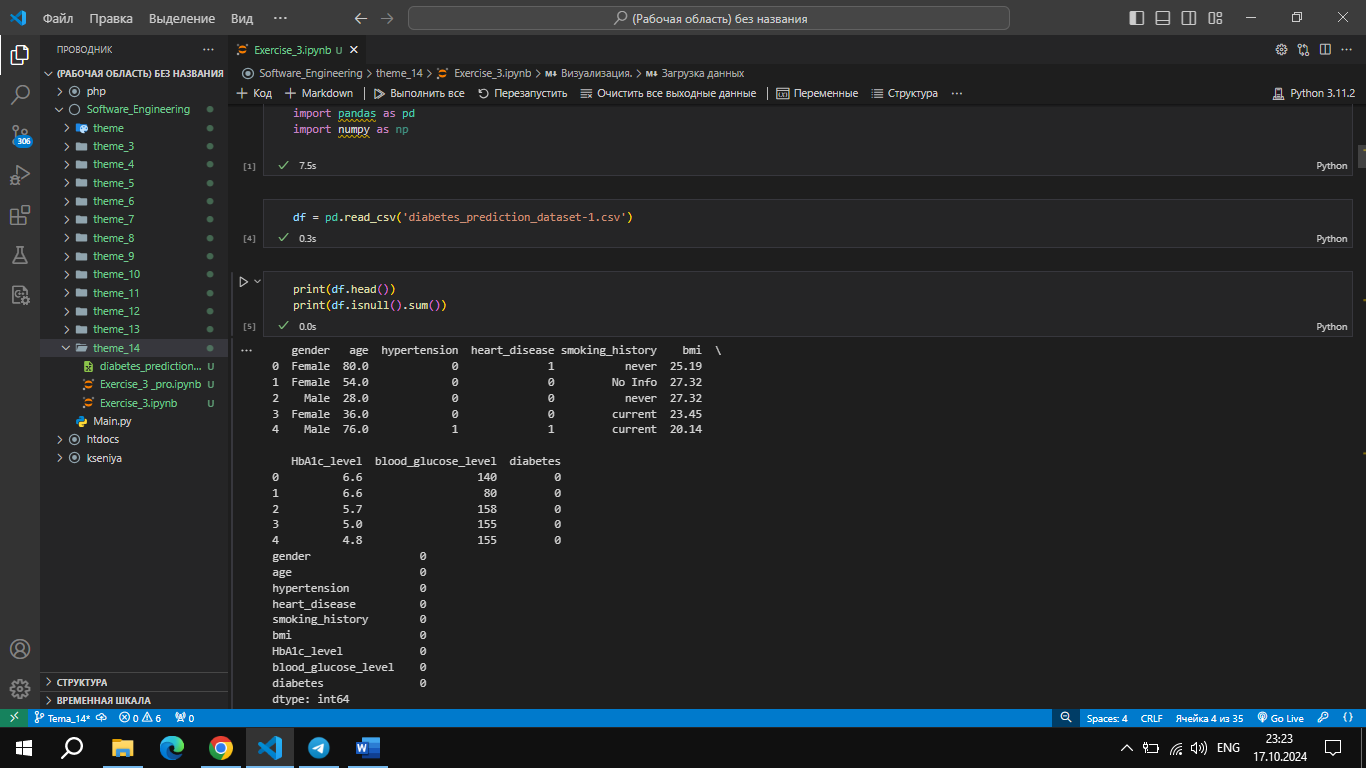 Файл Правка Выделение Вид ··· (Рабочая область) без названия
ПРОВОДНИК ···
(РАБОЧАЯ ОБЛАСТЬ) БЕЗ НАЗВАНИЯ
php
Software_Engineering
theme
theme_3
theme_4
theme_5
theme_6
theme_7
theme_8
theme_9
theme_10
theme_11
theme_12
theme_13
theme_14
diabetes_prediction... U
Exercise_3 _pro.ipynb U
Exercise_3.ipynb U
Main.py
htdocs
kseniya
СТРУКТУРА
ВРЕМЕННАЯ ШКАЛА
306
Exercise_3.ipynb U
Software_Engineering > theme_14 > Exercise_3.ipynb > M↓ Визуализация. > M↓ Загрузка данных
+ Код + Markdown Выполнить все Перезапустить Очистить все выходные данные Переменные Структура ··· Python 3.11.2
import pandas as pd
import numpy as np
[1] 7.5s Python
df = pd.read_csv('diabetes_prediction_dataset-1.csv')
[4] 0.3s Python
print(df.head())
print(df.isnull().sum())
[5] 0.0s Python
··· gender age hypertension heart_disease smoking_history bmi \
0 Female 80.0 0 1 never 25.19
1 Female 54.0 0 0 No Info 27.32
2 Male 28.0 0 0 never 27.32
3 Female 36.0 0 0 current 23.45
4 Male 76.0 1 1 current 20.14
HbA1c_level blood_glucose_level diabetes
0 6.6 140 0
1 6.6 80 0
2 5.7 158 0
3 5.0 155 0
4 4.8 155 0
gender 0
age 0
hypertension 0
heart_disease 0
smoking_history 0
bmi 0
HbA1c_level 0
blood_glucose_level 0
diabetes 0
dtype: int64
Tema_14* 0 6 0 Spaces: 4 CRLF Ячейка 4 из 35 Go Live
ENG 23:23
17.10.2024